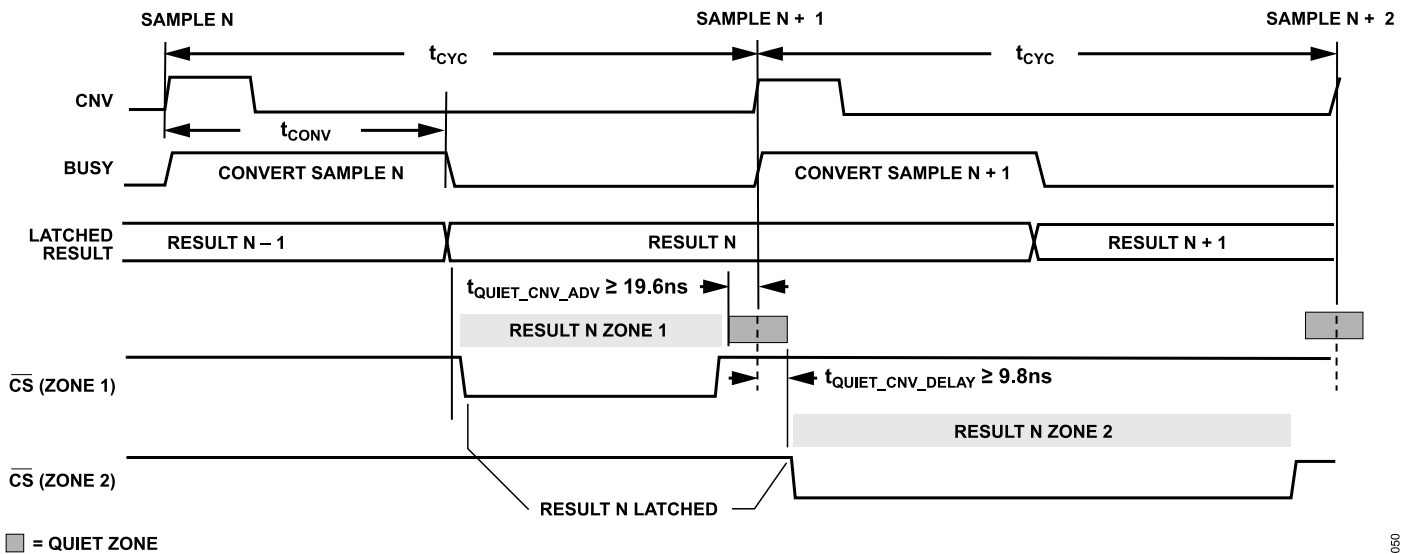 SAMPLE N
SAMPLE N + 1
SAMPLE N + 2
tCYC
tCYC
CNV
tCONV
BUSY
CONVERT SAMPLE N
CONVERT SAMPLE N + 1
LATCHED
RESULT
RESULT N – 1
RESULT N
RESULT N + 1
tQUIET_CNV_ADV ≥ 19.6ns
RESULT N ZONE 1
CS (ZONE 1)
tQUIET_CNV_DELAY ≥ 9.8ns
RESULT N ZONE 2
CS (ZONE 2)
RESULT N LATCHED
= QUIET ZONE
050